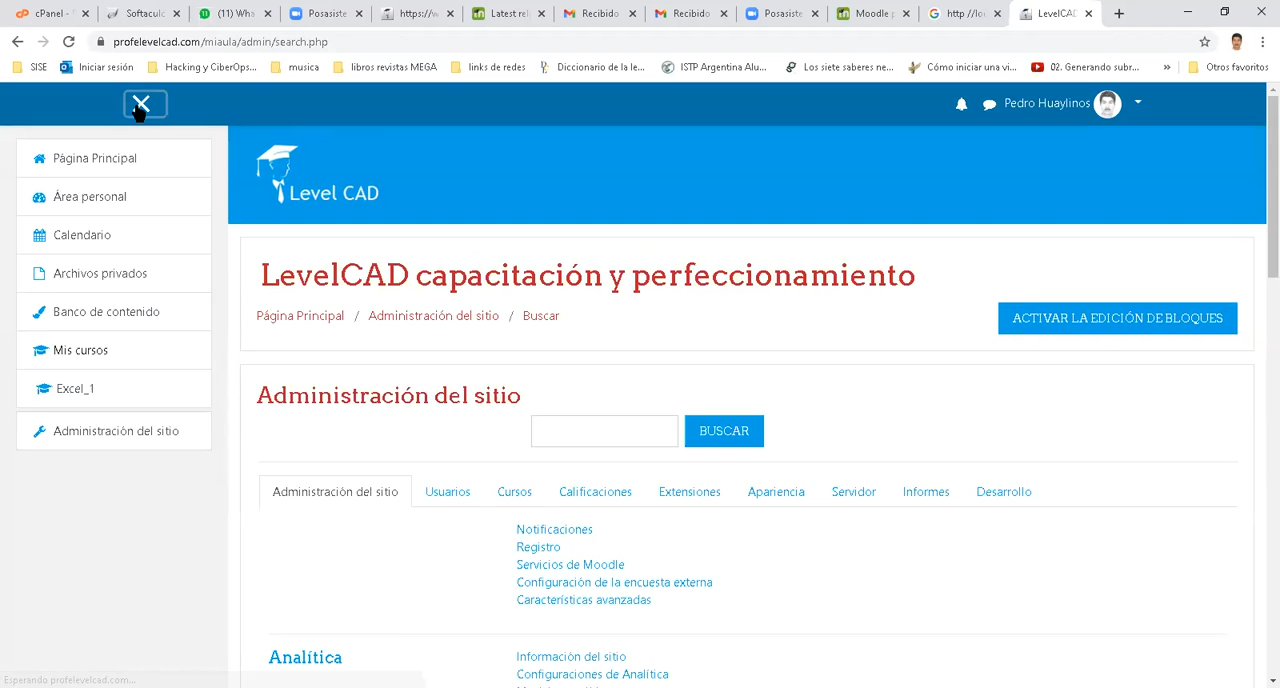 cPanel -
Softacul
(11) Wha
Posasiste
https://w
Latest rel
Recibido
Recibido
Posasiste
Moodle p
http://lo
LevelCAD
profelevelcad.com/miaula/admin/search.php
SISE
Iniciar sesión
Hacking y CiberOps...
musica
libros revistas MEGA
links de redes
Diccionario de la le...
ISTP Argentina Alu...
Los siete saberes ne...
Cómo iniciar una vi...
02. Generando subr...
»
Otros favoritos
Pedro Huaylinos
Página Principal
Área personal
Calendario
Archivos privados
Banco de contenido
Mis cursos
Excel_1
Administración del sitio
Level CAD
LevelCAD capacitación y perfeccionamiento
Página Principal / Administración del sitio / Buscar
ACTIVAR LA EDICIÓN DE BLOQUES
Administración del sitio
BUSCAR
Administración del sitio
Usuarios
Cursos
Calificaciones
Extensiones
Apariencia
Servidor
Informes
Desarrollo
Notificaciones
Registro
Servicios de Moodle
Configuración de la encuesta externa
Características avanzadas
Analítica
Información del sitio
Configuraciones de Analítica
Esperando profelevelcad.com...